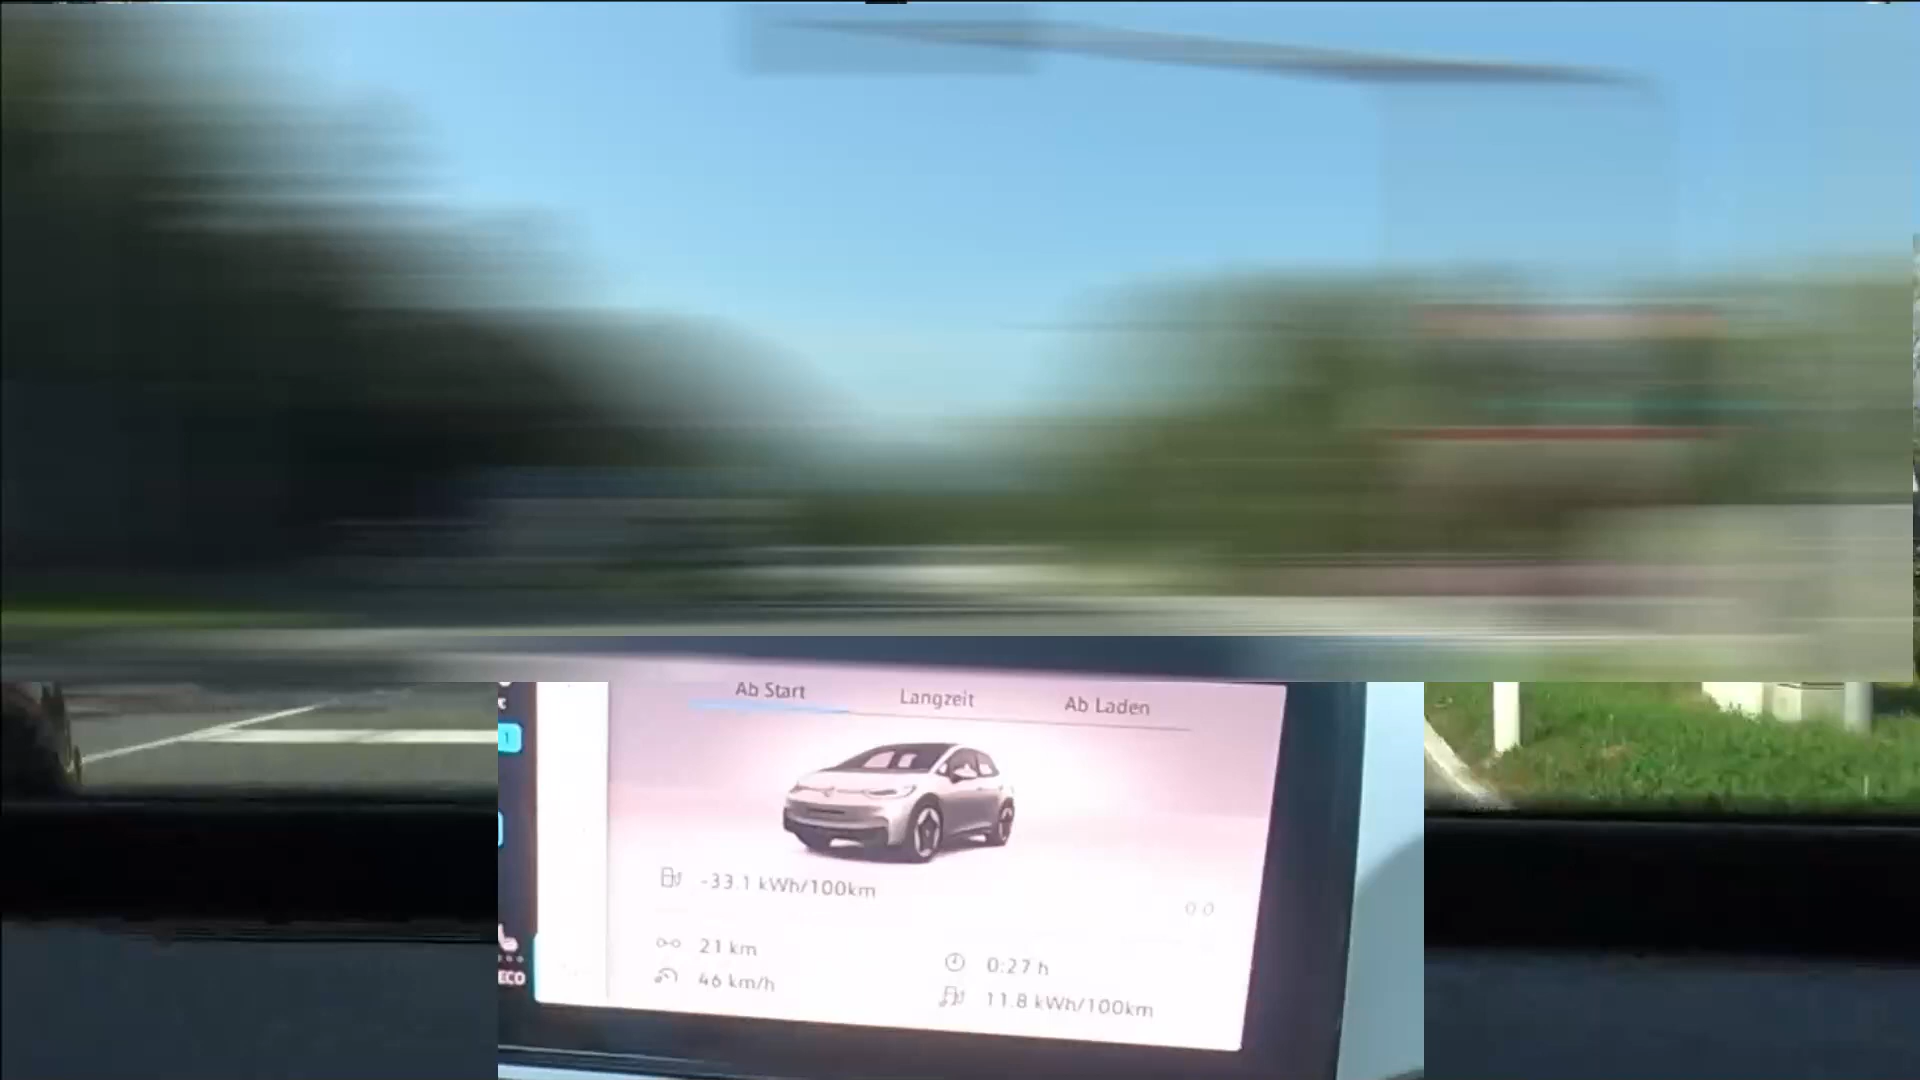 Ab Start
Langzeit
Ab Laden
1
-33.1 kWh/100km
21 km
0:27 h
46 km/h
11.8 kWh/100km
ECO